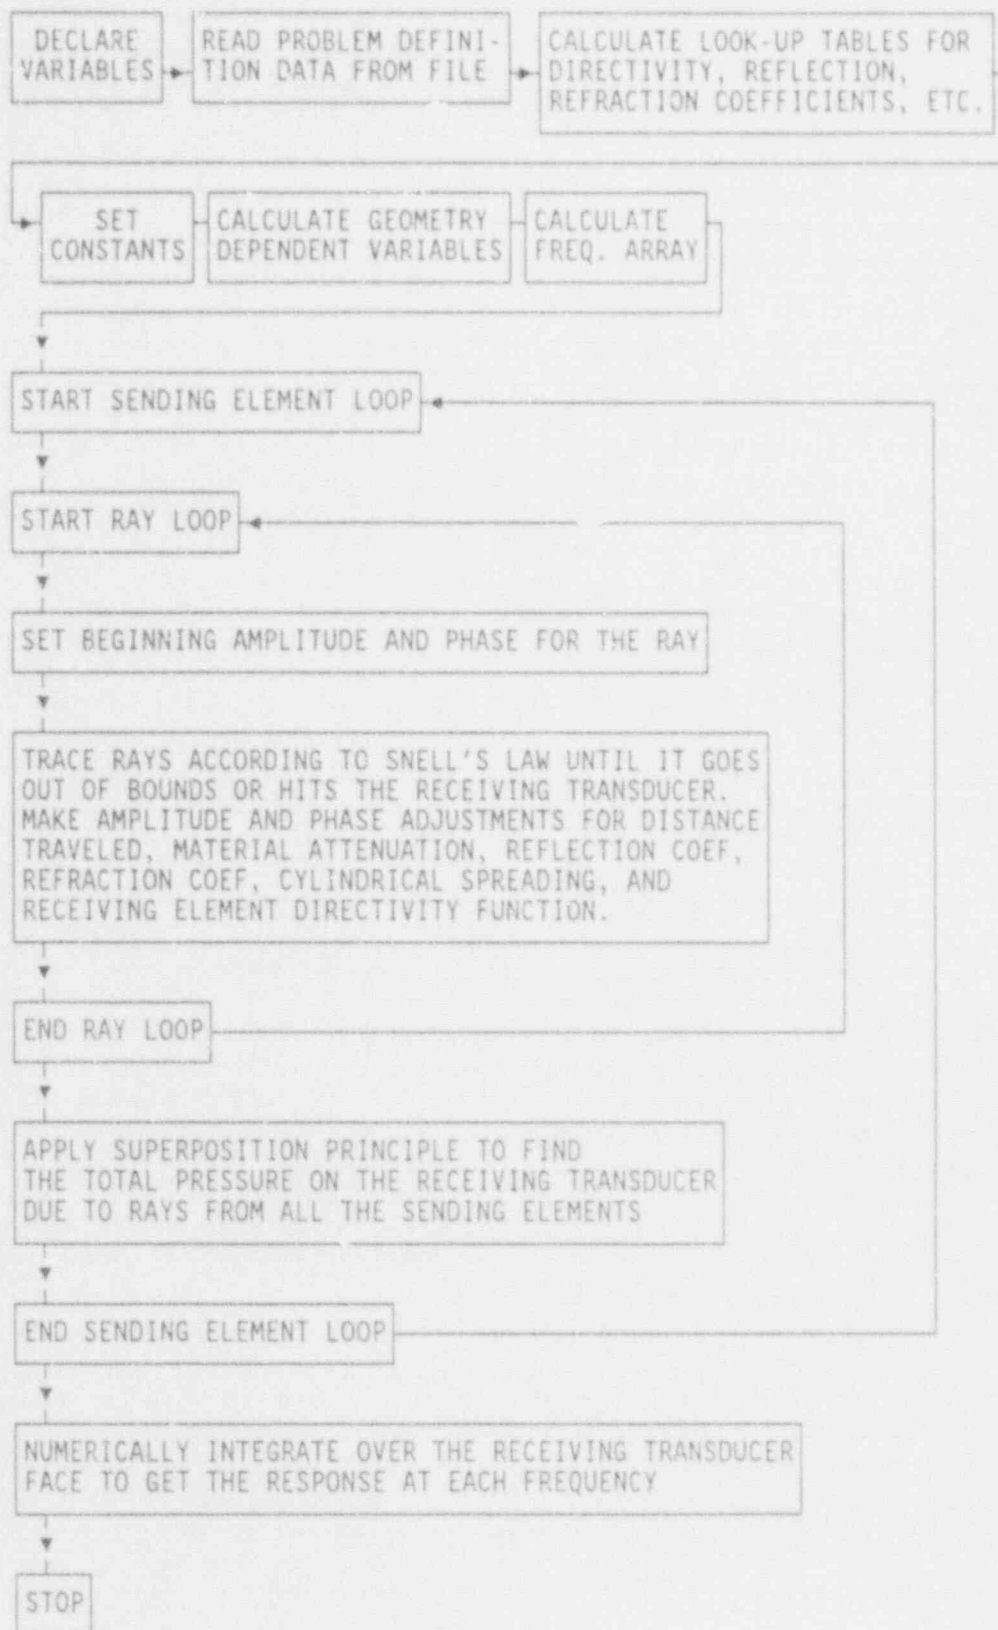 DECLARE
VARIABLES
READ PROBLEM DEFINI-
TION DATA FROM FILE
CALCULATE LOOK-UP TABLES FOR
DIRECTIVITY, REFLECTION,
REFRACTION COEFFICIENTS, ETC.
SET
CONSTANTS
CALCULATE GEOMETRY
DEPENDENT VARIABLES
CALCULATE
FREQ. ARRAY
START SENDING ELEMENT LOOP
START RAY LOOP
SET BEGINNING AMPLITUDE AND PHASE FOR THE RAY
TRACE RAYS ACCORDING TO SNELL'S LAW UNTIL IT GOES
OUT OF BOUNDS OR HITS THE RECEIVING TRANSDUCER.
MAKE AMPLITUDE AND PHASE ADJUSTMENTS FOR DISTANCE
TRAVELED, MATERIAL ATTENUATION, REFLECTION COEF,
REFRACTION COEF, CYLINDRICAL SPREADING, AND
RECEIVING ELEMENT DIRECTIVITY FUNCTION.
END RAY LOOP
APPLY SUPERPOSITION PRINCIPLE TO FIND
THE TOTAL PRESSURE ON THE RECEIVING TRANSDUCER
DUE TO RAYS FROM ALL THE SENDING ELEMENTS
END SENDING ELEMENT LOOP
NUMERICALLY INTEGRATE OVER THE RECEIVING TRANSDUCER
FACE TO GET THE RESPONSE AT EACH FREQUENCY
STOP